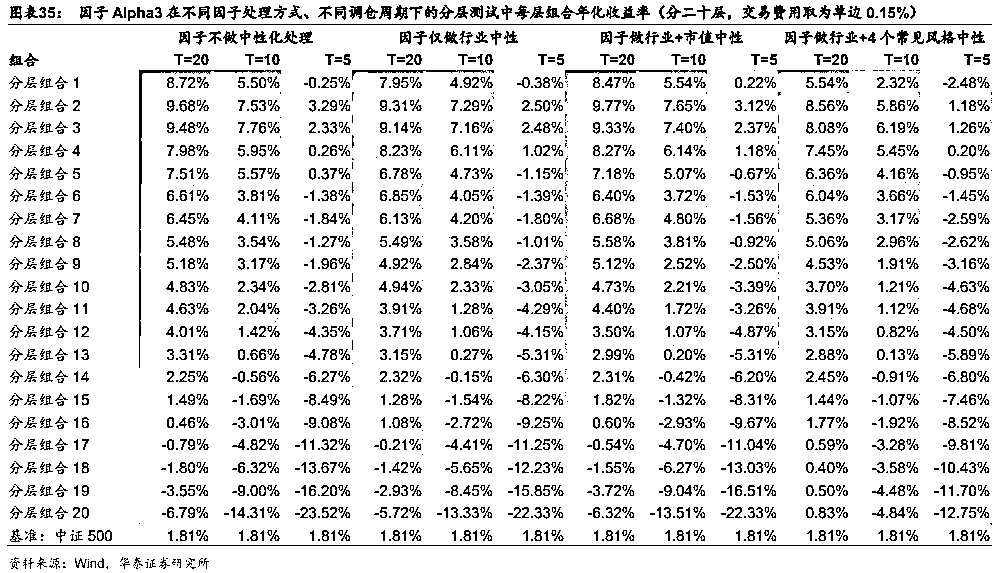 图表35： 因子 Alpha3 在不同因子处理方式、不同调仓周期下的分层测试中每层组合年化收益率（分二十层，交易费用取为单边 0.15%）
因子不做中性化处理 因子仅做行业中性 因子做行业+市值中性 因子做行业+4 个常见风格中性
组合 T=20 T=10 T=5 T=20 T=10 T=5 T=20 T=10 T=5 T=20 T=10 T=5
分层组合 1 8.72% 5.50% -0.25% 7.95% 4.92% -0.38% 8.47% 5.54% 0.22% 5.54% 2.32% -2.48%
分层组合 2 9.68% 7.53% 3.29% 9.31% 7.29% 2.50% 9.77% 7.65% 3.12% 8.56% 5.86% 1.18%
分层组合 3 9.48% 7.76% 2.33% 9.14% 7.16% 2.48% 9.33% 7.40% 2.37% 8.08% 6.19% 1.26%
分层组合 4 7.98% 5.95% 0.26% 8.23% 6.11% 1.02% 8.27% 6.14% 1.18% 7.45% 5.45% 0.20%
分层组合 5 7.51% 5.57% 0.37% 6.78% 4.73% -1.15% 7.18% 5.07% -0.67% 6.36% 4.16% -0.95%
分层组合 6 6.61% 3.81% -1.38% 6.85% 4.05% -1.39% 6.40% 3.72% -1.53% 6.04% 3.66% -1.45%
分层组合 7 6.45% 4.11% -1.84% 6.13% 4.20% -1.80% 6.68% 4.80% -1.56% 5.36% 3.17% -2.59%
分层组合 8 5.48% 3.54% -1.27% 5.49% 3.58% -1.01% 5.58% 3.81% -0.92% 5.06% 2.96% -2.62%
分层组合 9 5.18% 3.17% -1.96% 4.92% 2.84% -2.37% 5.12% 2.52% -2.50% 4.53% 1.91% -3.16%
分层组合 10 4.83% 2.34% -2.81% 4.94% 2.33% -3.05% 4.73% 2.21% -3.39% 3.70% 1.21% -4.63%
分层组合 11 4.63% 2.04% -3.26% 3.91% 1.28% -4.29% 4.40% 1.72% -3.26% 3.91% 1.12% -4.68%
分层组合 12 4.01% 1.42% -4.35% 3.71% 1.06% -4.15% 3.50% 1.07% -4.87% 3.15% 0.82% -4.50%
分层组合 13 3.31% 0.66% -4.78% 3.15% 0.27% -5.31% 2.99% 0.20% -5.31% 2.88% 0.13% -5.89%
分层组合 14 2.25% -0.56% -6.27% 2.32% -0.15% -6.30% 2.31% -0.42% -6.20% 2.45% -0.91% -6.80%
分层组合 15 1.49% -1.69% -8.49% 1.28% -1.54% -8.22% 1.82% -1.32% -8.31% 1.44% -1.07% -7.46%
分层组合 16 0.46% -3.01% -9.08% 1.08% -2.72% -9.25% 0.60% -2.93% -9.67% 1.77% -1.92% -8.52%
分层组合 17 -0.79% -4.82% -11.32% -0.21% -4.41% -11.25% -0.54% -4.70% -11.04% 0.59% -3.28% -9.81%
分层组合 18 -1.80% -6.32% -13.67% -1.42% -5.65% -12.23% -1.55% -6.27% -13.03% 0.40% -3.58% -10.43%
分层组合 19 -3.55% -9.00% -16.20% -2.93% -8.45% -15.85% -3.72% -9.04% -16.51% 0.50% -4.48% -11.70%
分层组合 20 -6.79% -14.31% -23.52% -5.72% -13.33% -22.33% -6.32% -13.51% -22.33% 0.83% -4.84% -12.75%
基准：中证 500 1.81% 1.81% 1.81% 1.81% 1.81% 1.81% 1.81% 1.81% 1.81% 1.81% 1.81% 1.81%
资料来源：Wind，华泰证券研究所